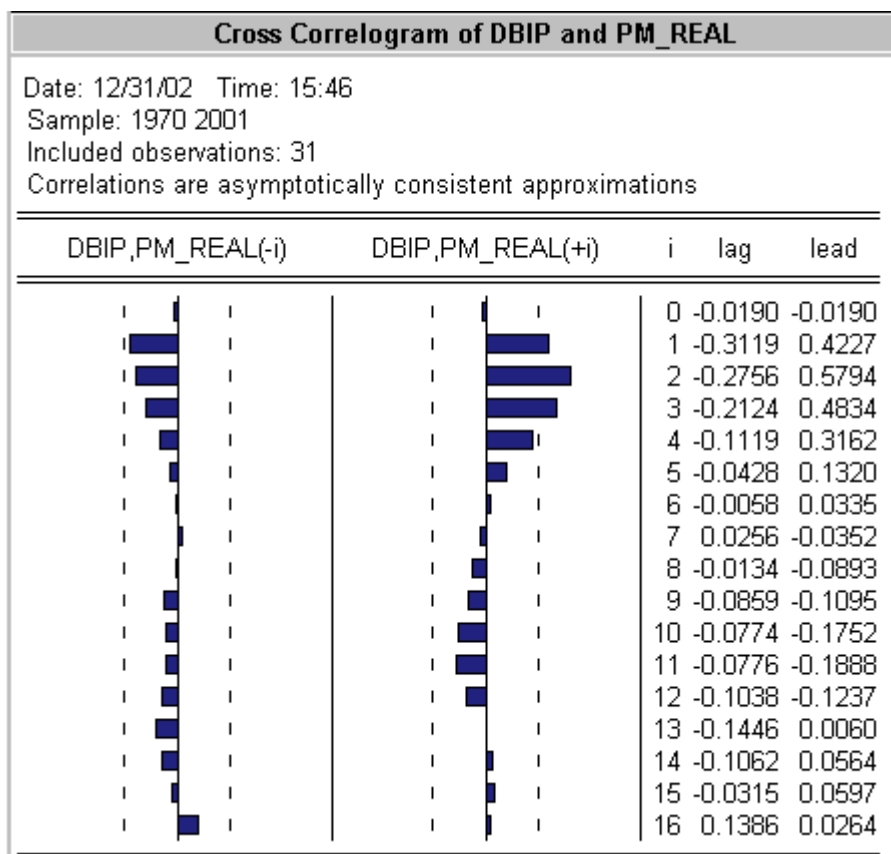 Cross Correlogram of DBIP and PM_REAL
Date: 12/31/02 Time: 15:46
Sample: 1970 2001
Included observations: 31
Correlations are asymptotically consistent approximations
DBIP,PM_REAL(-i) DBIP,PM_REAL(+i) i lag lead
0 -0.0190 -0.0190
1 -0.3119 0.4227
2 -0.2756 0.5794
3 -0.2124 0.4834
4 -0.1119 0.3162
5 -0.0428 0.1320
6 -0.0058 0.0335
7 0.0256 -0.0352
8 -0.0134 -0.0893
9 -0.0859 -0.1095
10 -0.0774 -0.1752
11 -0.0776 -0.1888
12 -0.1038 -0.1237
13 -0.1446 0.0060
14 -0.1062 0.0564
15 -0.0315 0.0597
16 0.1386 0.0264